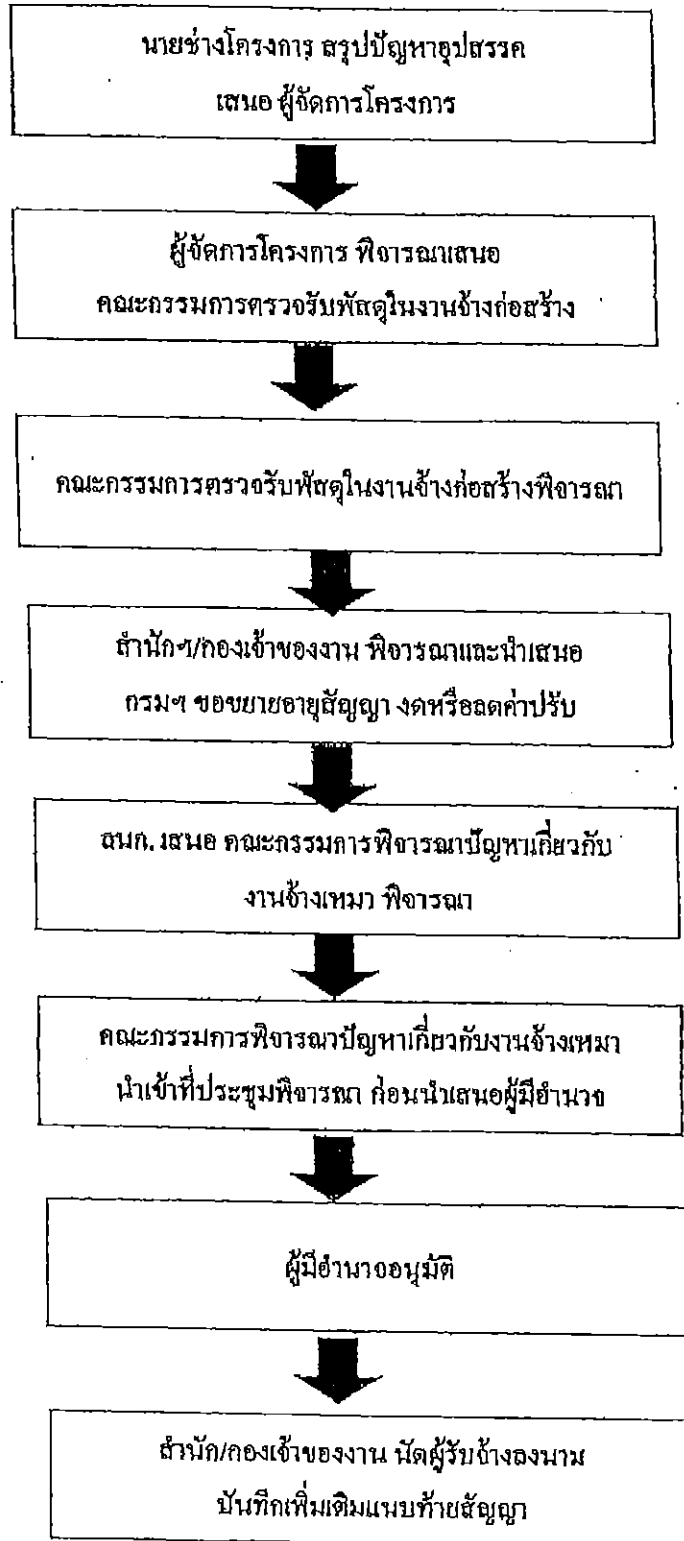 นายช่างโครงการ สรุปปัญหาอุปสรรค
เสนอ ผู้จัดการโครงการ
ผู้จัดการโครงการ พิจารณาเสนอ
คณะกรรมการตรวจรับพัสดุในงานจ้างก่อสร้าง
คณะกรรมการตรวจรับพัสดุในงานจ้างก่อสร้างพิจารณา
สำนักฯ/กองเจ้าของงาน พิจารณาและนำเสนอ
กรมฯ ขอขยายอายุสัญญา งดหรือลดค่าปรับ
สนก. เสนอ คณะกรรมการพิจารณาปัญหาเกี่ยวกับ
งานจ้างเหมา พิจารณา
คณะกรรมการพิจารณาปัญหาเกี่ยวกับงานจ้างเหมา
นำเข้าที่ประชุมพิจารณา ก่อนนำเสนอผู้มีอำนาจ
ผู้มีอำนาจอนุมัติ
สำนัก/กองเจ้าของงาน นัดผู้รับจ้างลงนาม
บันทึกเพิ่มเติมแนบท้ายสัญญา